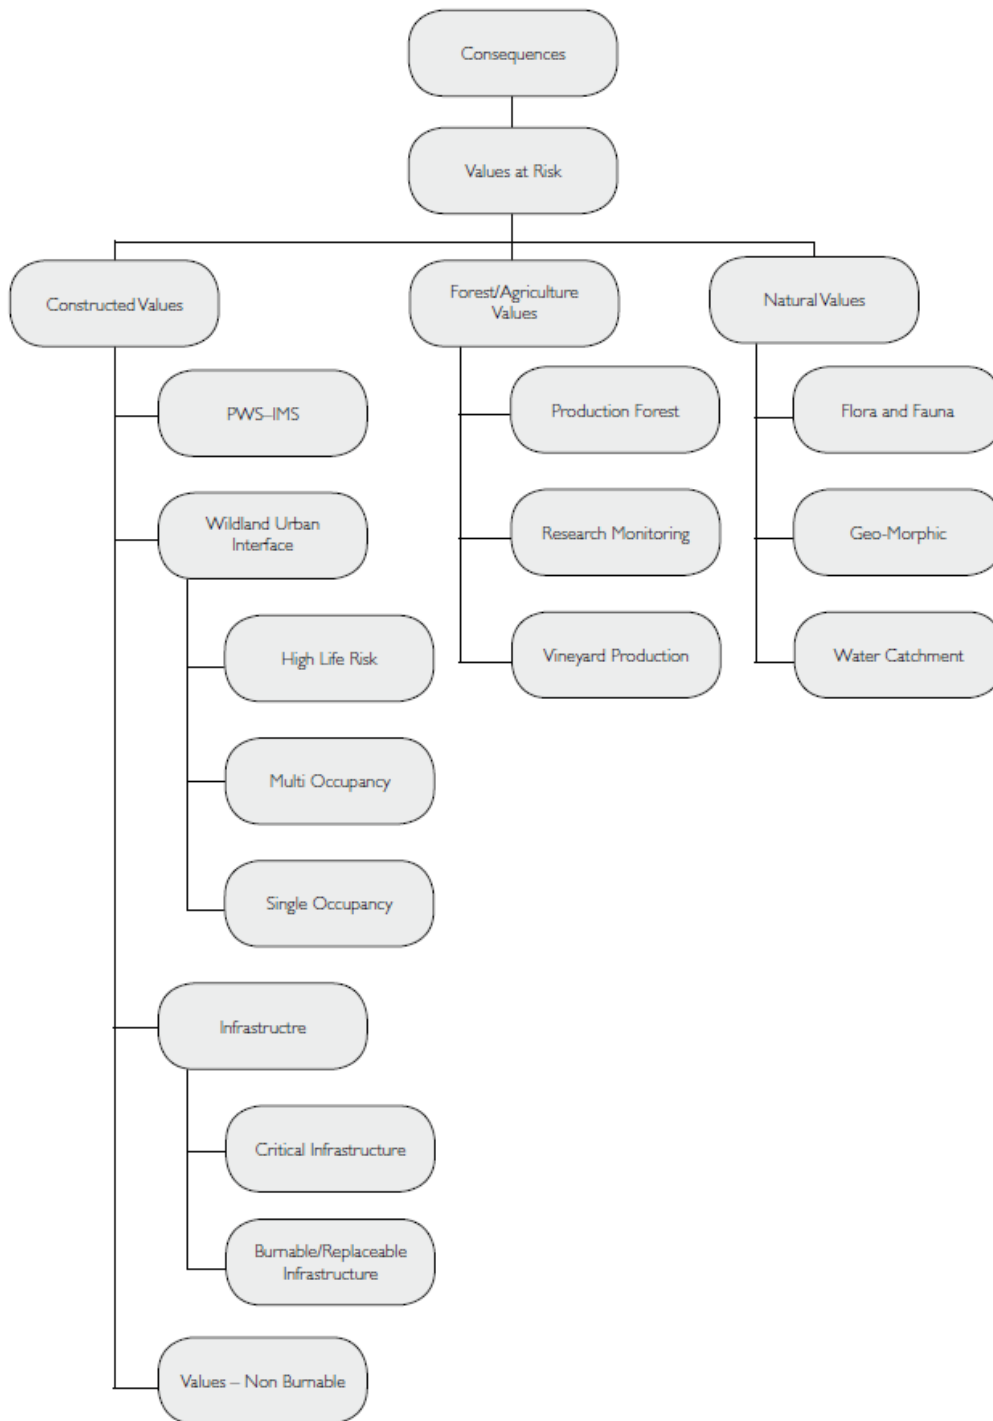 Consequences
Values at Risk
Constructed Values
Forest/Agriculture
Values
Natural Values
PWS–IMS
Wildland Urban
Interface
High Life Risk
Multi Occupancy
Single Occupancy
Infrastructre
Critical Infrastructure
Burnable/Replaceable
Infrastructure
Values – Non Burnable
Production Forest
Research Monitoring
Vineyard Production
Flora and Fauna
Geo-Morphic
Water Catchment